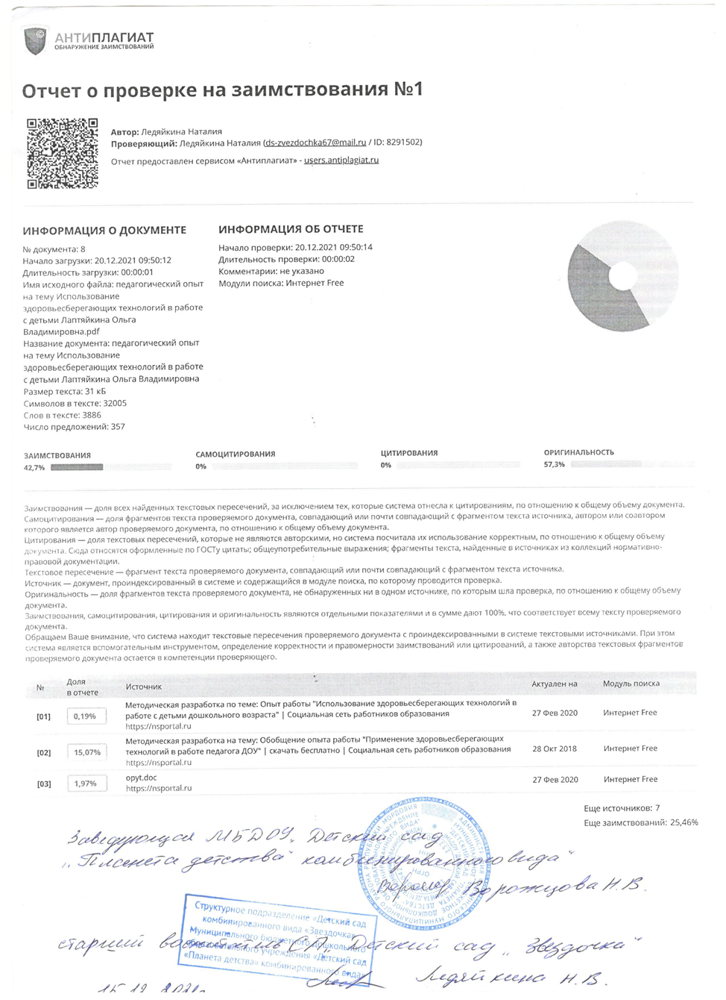 АНТИПЛАГИАТ
ОБНАРУЖЕНИЕ ЗАИМСТВОВАНИЙ
Отчет о проверке на заимствования №1
Автор: Ледяйкина Наталия
Проверяющий: Ледяйкина Наталия (ds-zvezdochka67@mail.ru / ID: 8291502)
Отчет предоставлен сервисом «Антиплагиат» - users.antiplagiat.ru
ИНФОРМАЦИЯ О ДОКУМЕНТЕ
№ документа: 8
Начало загрузки: 20.12.2021 09:50:12
Длительность загрузки: 00:00:01
Имя исходного файла: педагогический опыт
на тему Использование
здоровьесберегающих технологий в работе
с детьми Лаптяйкина Ольга
Владимировна.pdf
Название документа: педагогический опыт
на тему Использование
здоровьесберегающих технологий в работе
с детьми Лаптяйкина Ольга Владимировна
Размер текста: 31 кБ
Символов в тексте: 32005
Слов в тексте: 3886
Число предложений: 357
ИНФОРМАЦИЯ ОБ ОТЧЕТЕ
Начало проверки: 20.12.2021 09:50:14
Длительность проверки: 00:00:02
Комментарии: не указано
Модули поиска: Интернет Free
ЗАИМСТВОВАНИЯ
42,7%
САМОЦИТИРОВАНИЯ
0%
ЦИТИРОВАНИЯ
0%
ОРИГИНАЛЬНОСТЬ
57,3%
Заимствования — доля всех найденных текстовых пересечений, за исключением тех, которые система отнесла к цитированиям, по отношению к общему объему документа.
Самоцитирования — доля фрагментов текста проверяемого документа, совпадающий или почти совпадающий с фрагментом текста источника, автором или соавтором
которого является автор проверяемого документа, по отношению к общему объему документа.
Цитирования — доля текстовых пересечений, которые не являются авторскими, но система посчитала их использование корректным, по отношению к общему объему
документа. Сюда относятся оформленные по ГОСТу цитаты; общеупотребительные выражения; фрагменты текста, найденные в источниках из коллекций нормативно-
правовой документации.
Текстовое пересечение — фрагмент текста проверяемого документа, совпадающий или почти совпадающий с фрагментом текста источника.
Источник — документ, проиндексированный в системе и содержащийся в модуле поиска, по которому проводится проверка.
Оригинальность — доля фрагментов текста проверяемого документа, не обнаруженных ни в одном источнике, по которым шла проверка, по отношению к общему объему
документа.
Заимствования, самоцитирования, цитирования и оригинальность являются отдельными показателями и в сумме дают 100%, что соответствует всему тексту проверяемого
документа.
Обращаем Ваше внимание, что система находит текстовые пересечения проверяемого документа с проиндексированными в системе текстовыми источниками. При этом
система является вспомогательным инструментом, определение корректности и правомерности заимствований или цитирований, а также авторства текстовых фрагментов
проверяемого документа остается в компетенции проверяющего.
№ Доля в отчете Источник Актуален на Модуль поиска
[01] 0,19% Методическая разработка по теме: Опыт работы "Использование здоровьесберегающих технологий в
работе с детьми дошкольного возраста" | Социальная сеть работников образования
https://nsportal.ru
27 Фев 2020 Интернет Free
[02] 15,07% Методическая разработка на тему: Обобщение опыта работы "Применение здоровьесберегающих
технологий в работе педагога ДОУ" | скачать бесплатно | Социальная сеть работников образования
https://nsportal.ru
28 Окт 2018 Интернет Free
[03] 1,97% opyt.doc
https://nsportal.ru
27 Фев 2020 Интернет Free
Еще источников: 7
Еще заимствований: 25,46%
Заведующая МБДОУ Детский сад
„Планета детства" комбинированного вида"
Ворожцова Н.В.
Структурное подразделение «Детский сад
комбинированного вида «Звездочка»
Муниципального бюджетного дошкольного
образовательного учреждения «Детский сад
«Планета детства» комбинированного вида»
старший воспитатель СП „Детский сад „Звездочка"
Ледяйкина Н.В.